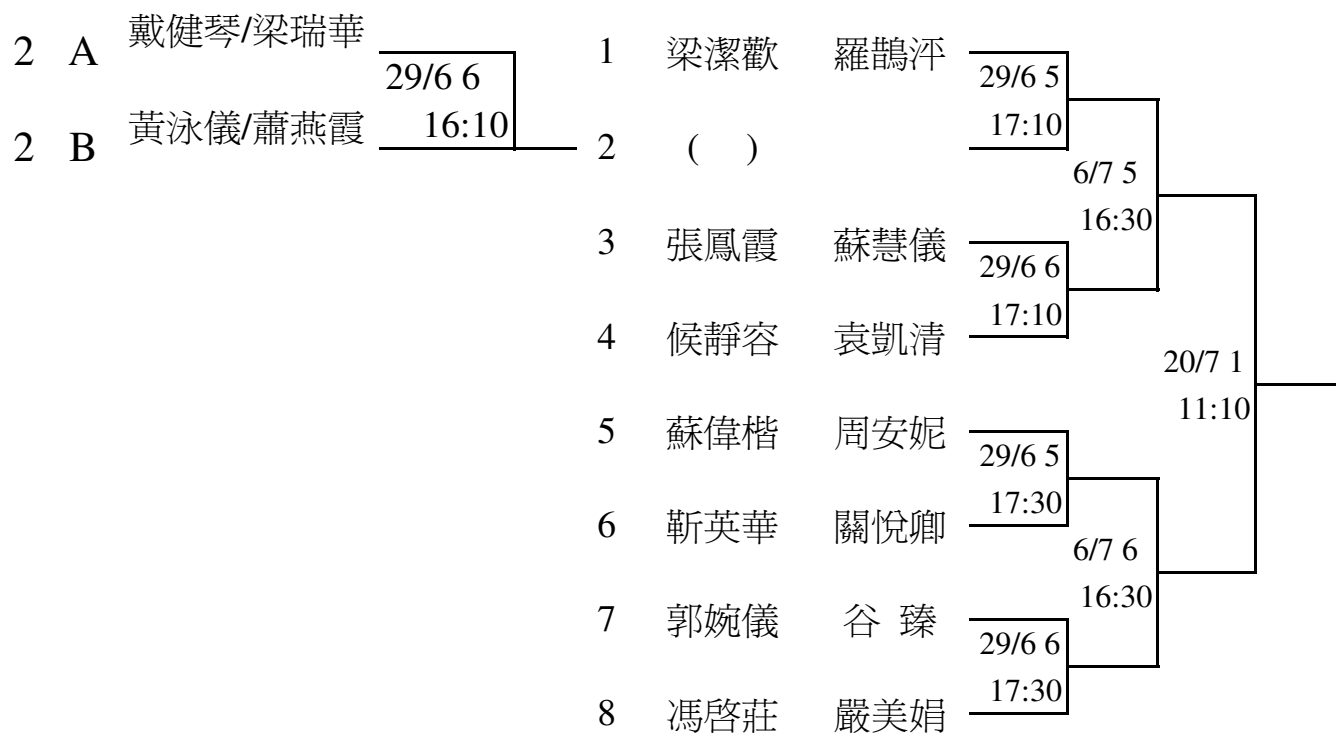 2 A 戴健琴/梁瑞華
29/6 6
16:10
2 B 黃泳儀/蕭燕霞
1 梁潔歡 羅鵲泙
29/6 5
17:10
2 ( )
6/7 5
16:30
3 張鳳霞 蘇慧儀
29/6 6
17:10
4 候靜容 袁凱清
20/7 1
11:10
5 蘇偉楷 周安妮
29/6 5
17:30
6 靳英華 關悅卿
6/7 6
16:30
7 郭婉儀 谷 臻
29/6 6
17:30
8 馮啓莊 嚴美娟